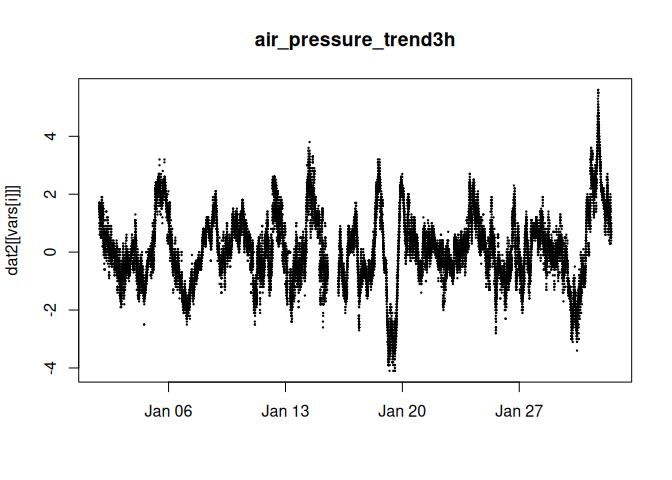 air_pressure_trend3h
dat2[[vars[i]]]
4
2
0
-2
-4
Jan 06
Jan 13
Jan 20
Jan 27